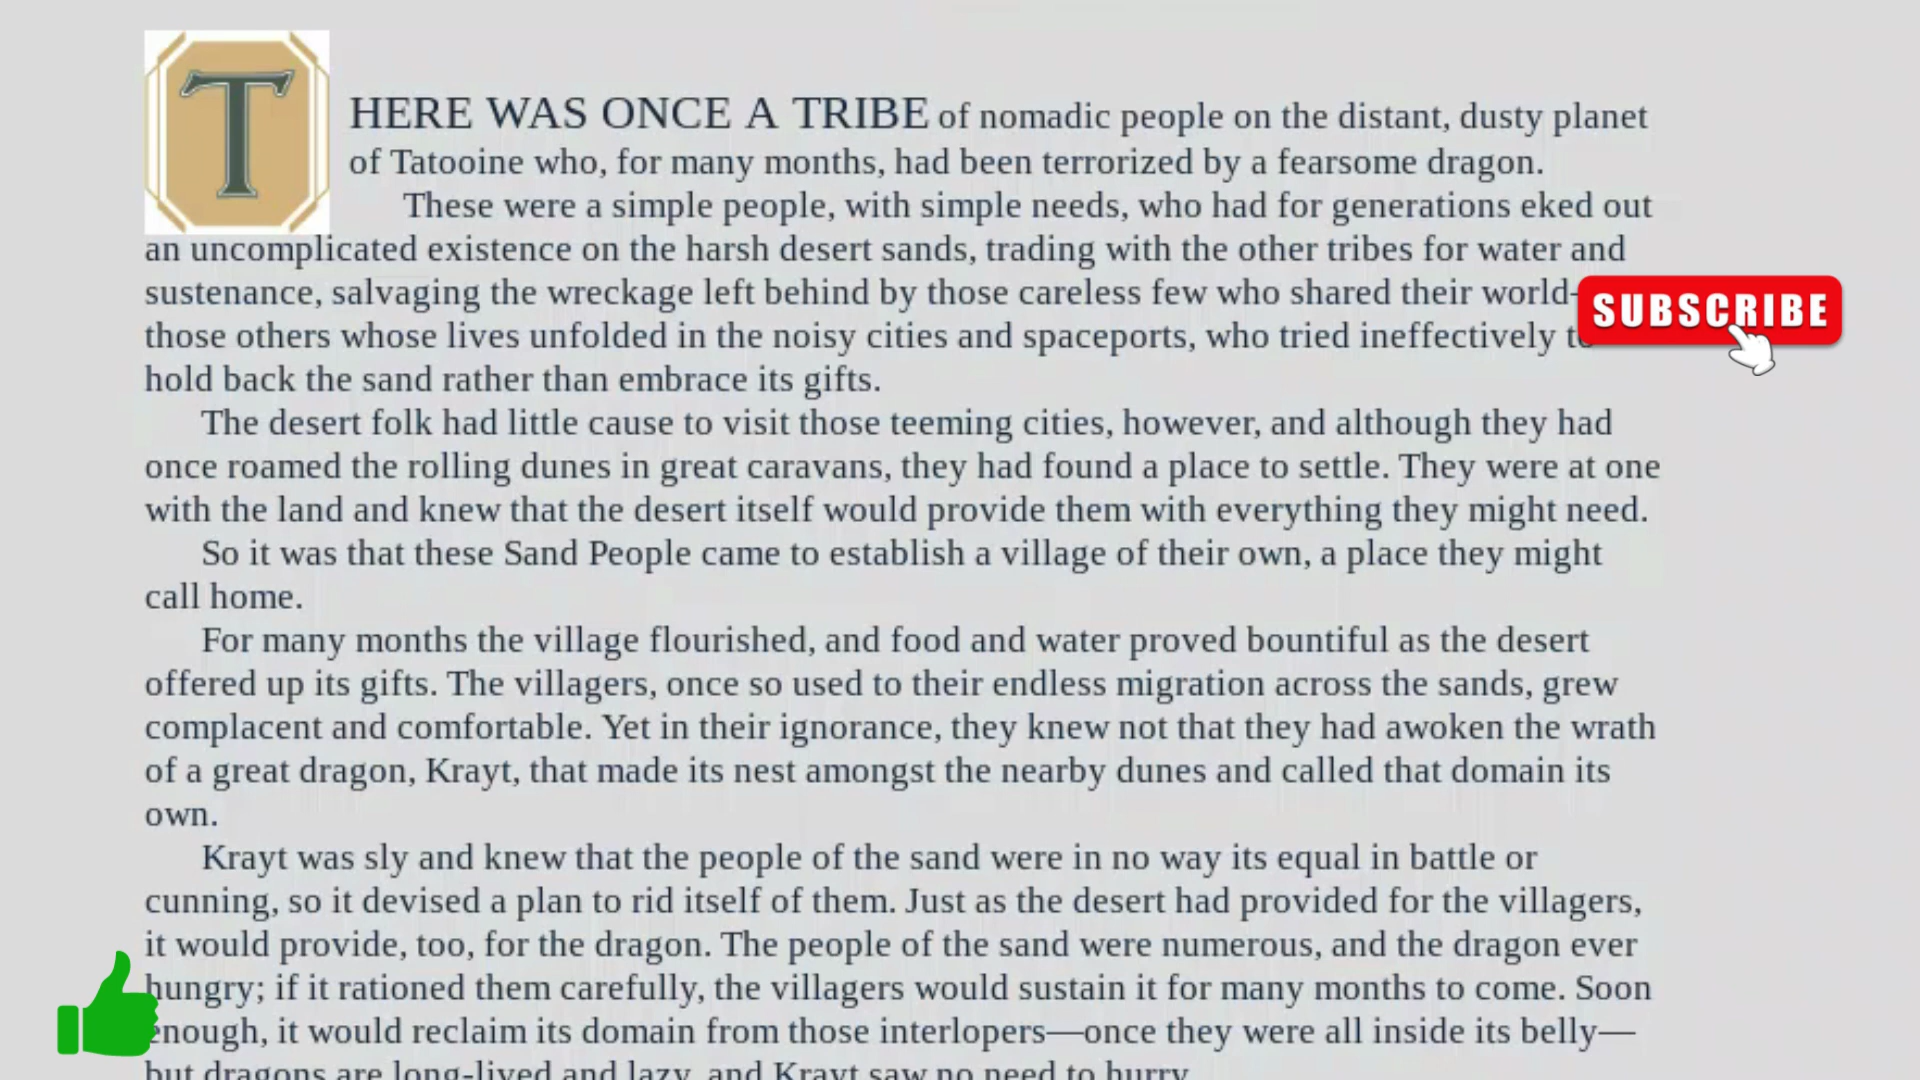 THERE WAS ONCE A TRIBE of nomadic people on the distant, dusty planet
of Tatooine who, for many months, had been terrorized by a fearsome dragon.
These were a simple people, with simple needs, who had for generations eked out
an uncomplicated existence on the harsh desert sands, trading with the other tribes for water and
sustenance, salvaging the wreckage left behind by those careless few who shared their world-
SUBSCRIBE
those others whose lives unfolded in the noisy cities and spaceports, who tried ineffectively to
hold back the sand rather than embrace its gifts.
The desert folk had little cause to visit those teeming cities, however, and although they had
once roamed the rolling dunes in great caravans, they had found a place to settle. They were at one
with the land and knew that the desert itself would provide them with everything they might need.
So it was that these Sand People came to establish a village of their own, a place they might
call home.
For many months the village flourished, and food and water proved bountiful as the desert
offered up its gifts. The villagers, once so used to their endless migration across the sands, grew
complacent and comfortable. Yet in their ignorance, they knew not that they had awoken the wrath
of a great dragon, Krayt, that made its nest amongst the nearby dunes and called that domain its
own.
Krayt was sly and knew that the people of the sand were in no way its equal in battle or
cunning, so it devised a plan to rid itself of them. Just as the desert had provided for the villagers,
it would provide, too, for the dragon. The people of the sand were numerous, and the dragon ever
hungry; if it rationed them carefully, the villagers would sustain it for many months to come. Soon
enough, it would reclaim its domain from those interlopers—once they were all inside its belly—
but dragons are long-lived and lazy, and Krayt saw no need to hurry.